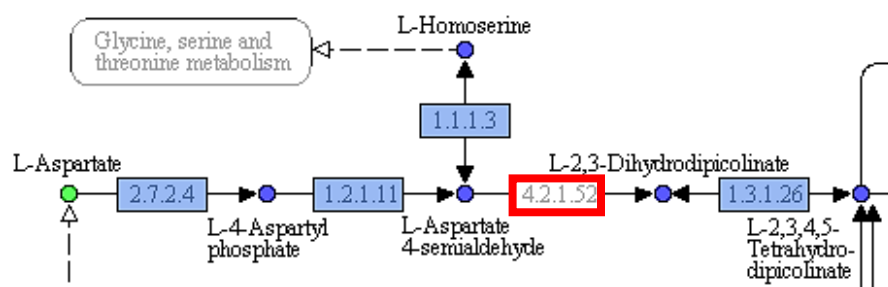 L-Homoserine
Glycine, serine and
threonine metabolism
1.1.1.3
L-Aspartate
L-2,3-Dihydrodipicolinate
2.7.2.4
1.2.1.11
4.2.1.52
1.3.1.26
L-4-Aspartyl
phosphate
L-Aspartate
4-semialdehyde
L-2,3,4,5-
Tetrahydro-
dipicolinate